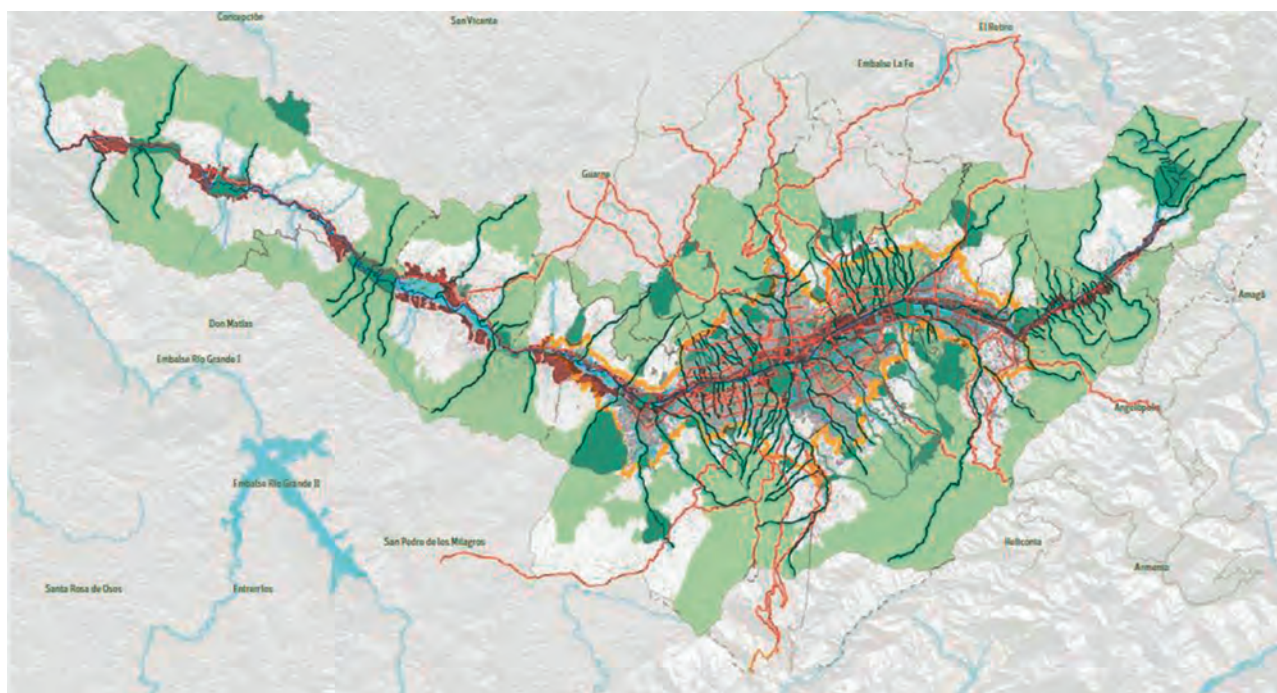 Concepción
San Vicente
El Retiro
Embalse La Fe
Guarne
Amagá
Don Matías
Embalse Río Grande I
Angelópolis
Embalse Río Grande II
San Pedro de los Milagros
Heliconia
Armenia
Santa Rosa de Osos
Entrerríos